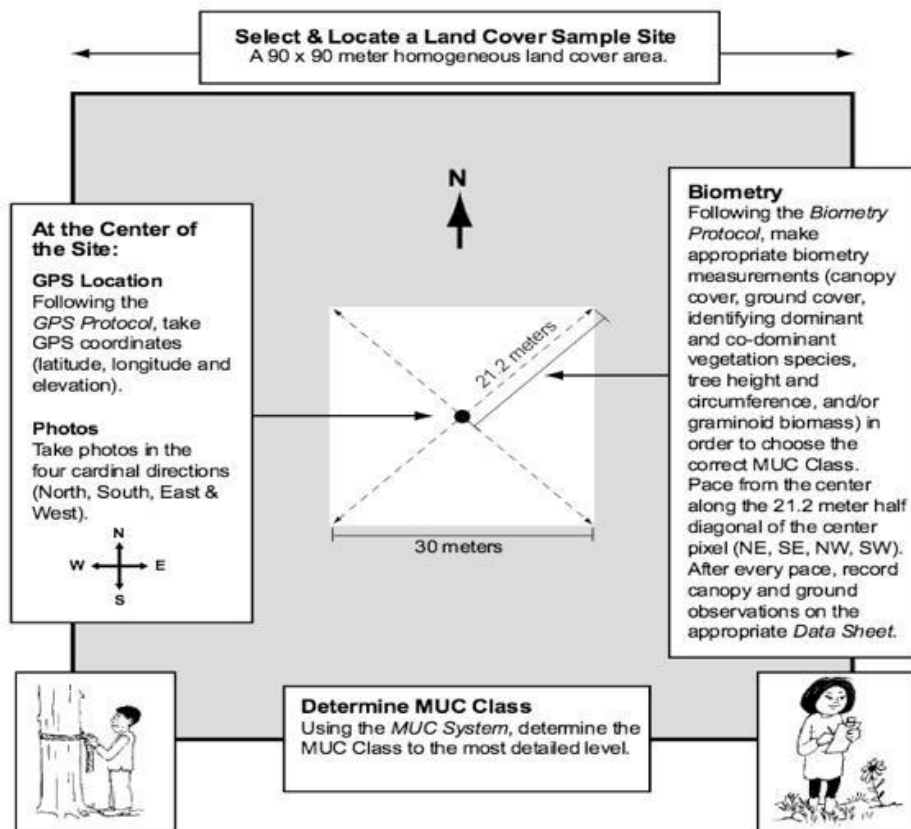 Select & Locate a Land Cover Sample Site
A 90 x 90 meter homogeneous land cover area.
N
At the Center of
the Site:
GPS Location
Following the
GPS Protocol, take
GPS coordinates
(latitude, longitude and
elevation).
Photos
Take photos in the
four cardinal directions
(North, South, East &
West).
N
W
E
S
21.2 meters
30 meters
Biometry
Following the Biometry
Protocol, make
appropriate biometry
measurements (canopy
cover, ground cover,
identifying dominant
and co-dominant
vegetation species,
tree height and
circumference, and/or
graminoid biomass) in
order to choose the
correct MUC Class.
Pace from the center
along the 21.2 meter half
diagonal of the center
pixel (NE, SE, NW, SW).
After every pace, record
canopy and ground
observations on the
appropriate Data Sheet.
Determine MUC Class
Using the MUC System, determine the
MUC Class to the most detailed level.